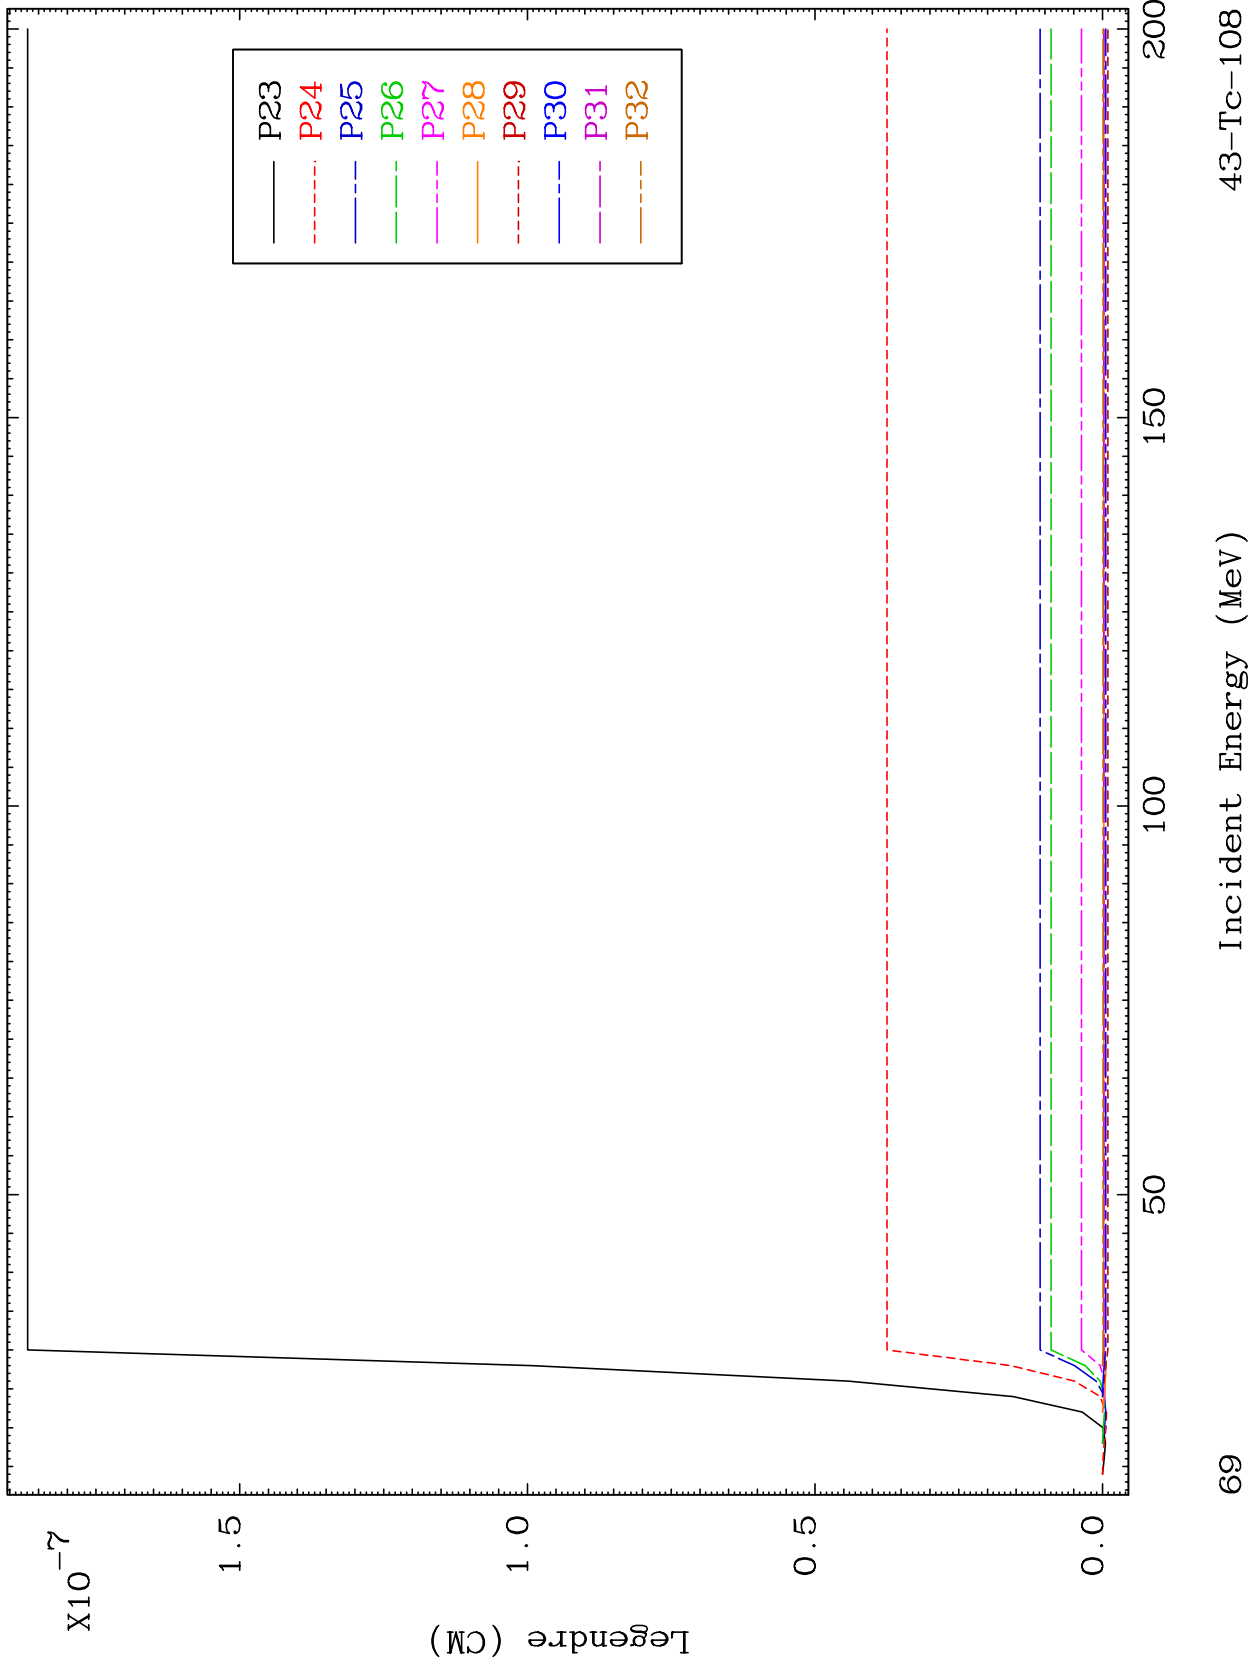 X10-7
1.5
1.0
0.5
0.0
Legendre (CM)
P23
P24
P25
P26
P27
P28
P29
P30
P31
P32
50
100
150
200
69
Incident Energy (MeV)
43-Tc-108